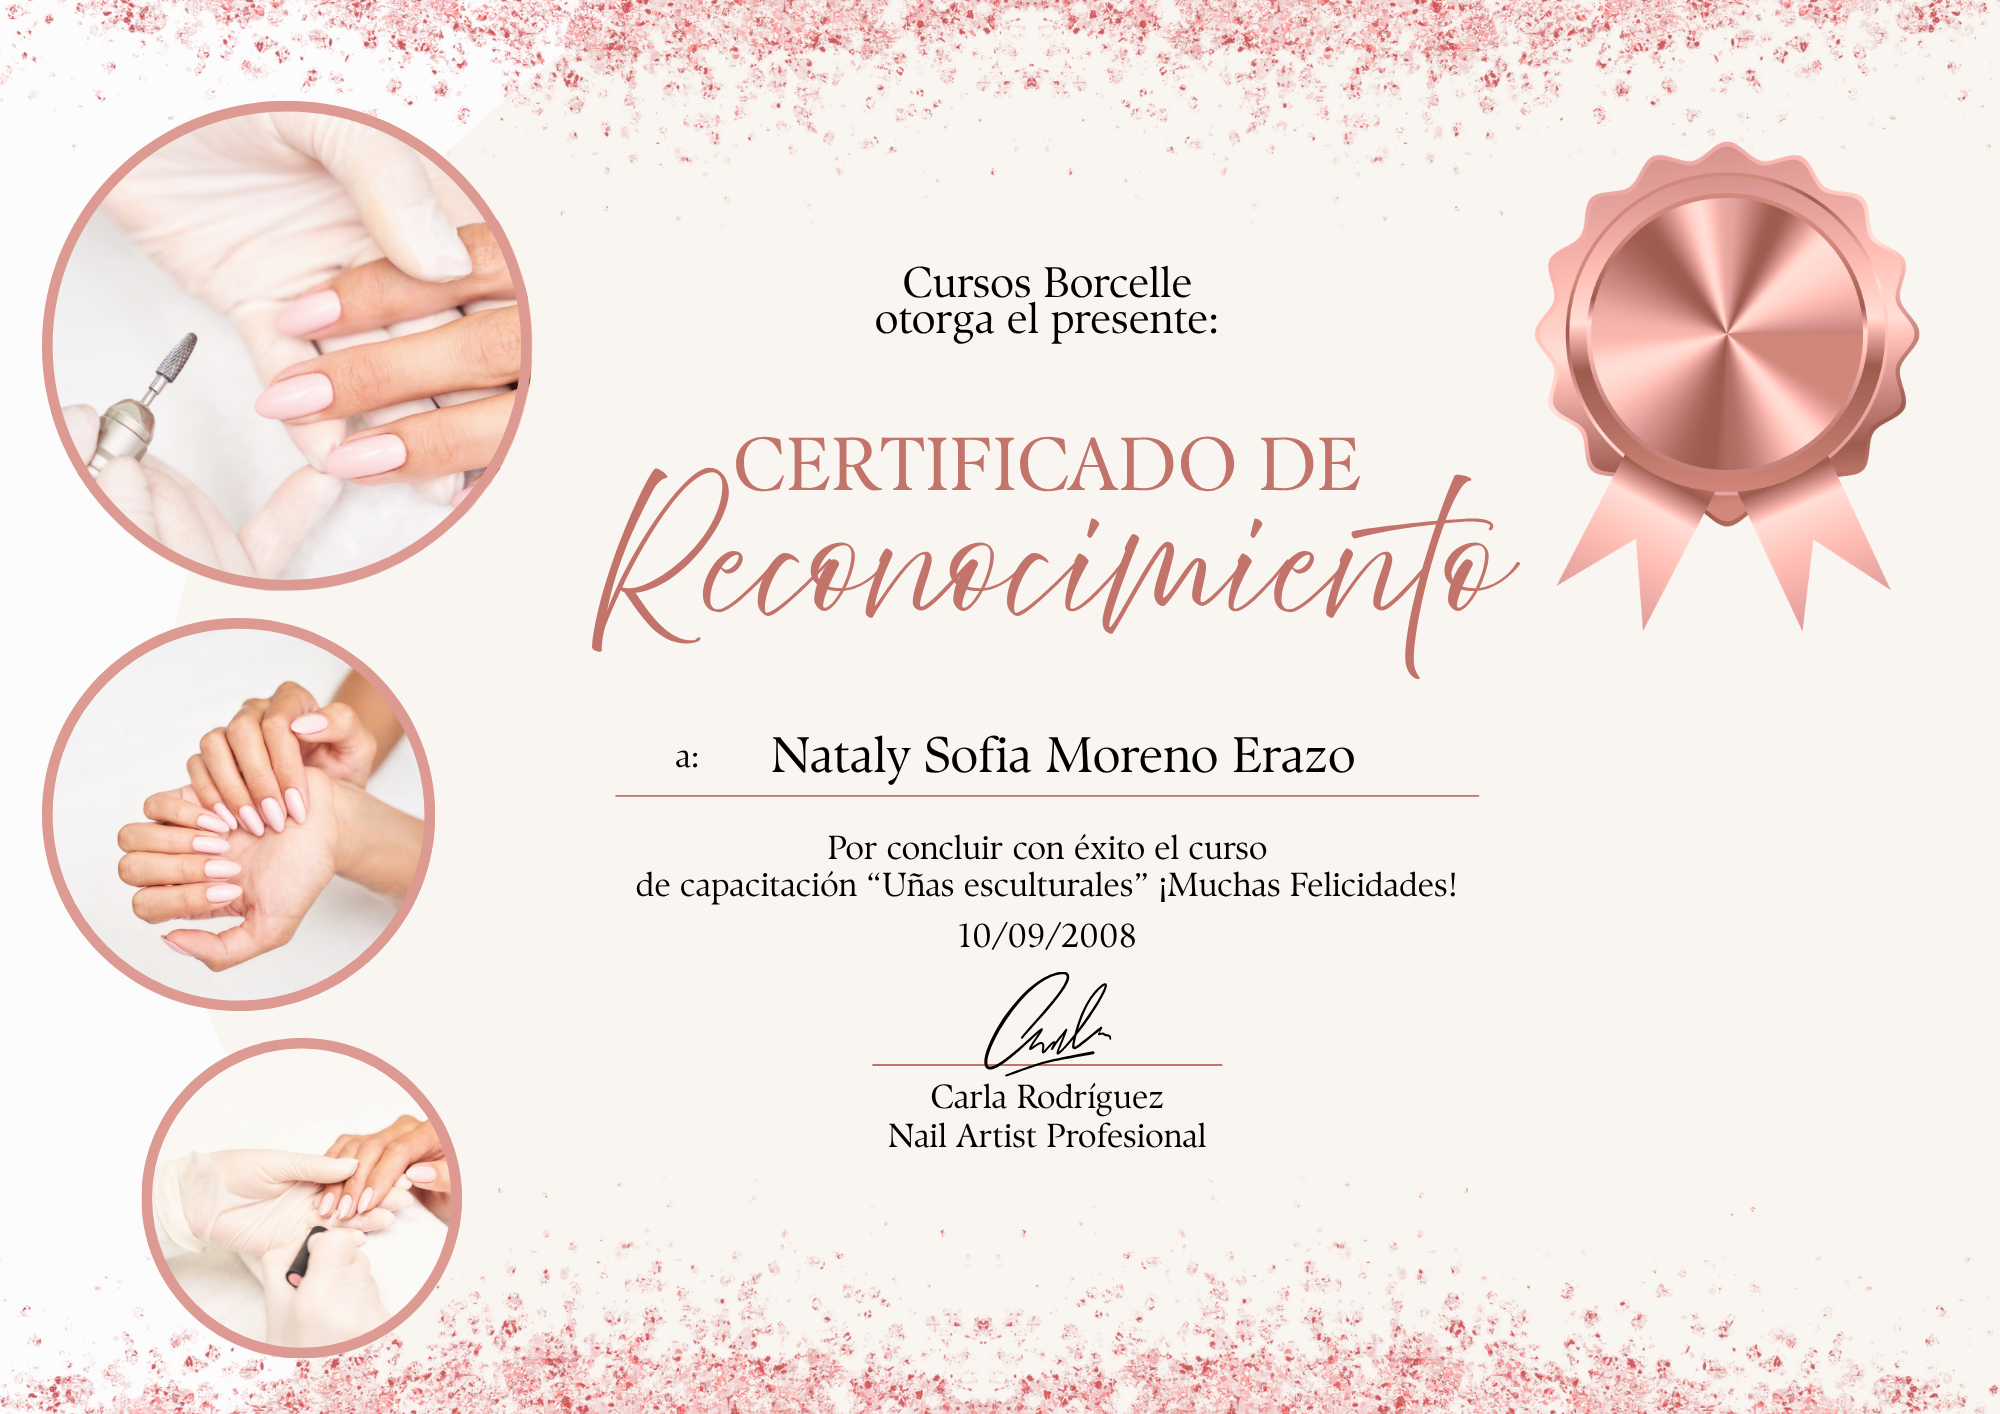 Cursos Borcelle
otorga el presente:
CERTIFICADO DE
Reconocimiento
a: Nataly Sofia Moreno Erazo
Por concluir con éxito el curso
de capacitación “Uñas esculturales” ¡Muchas Felicidades!
10/09/2008
Carla
Carla Rodríguez
Nail Artist Profesional